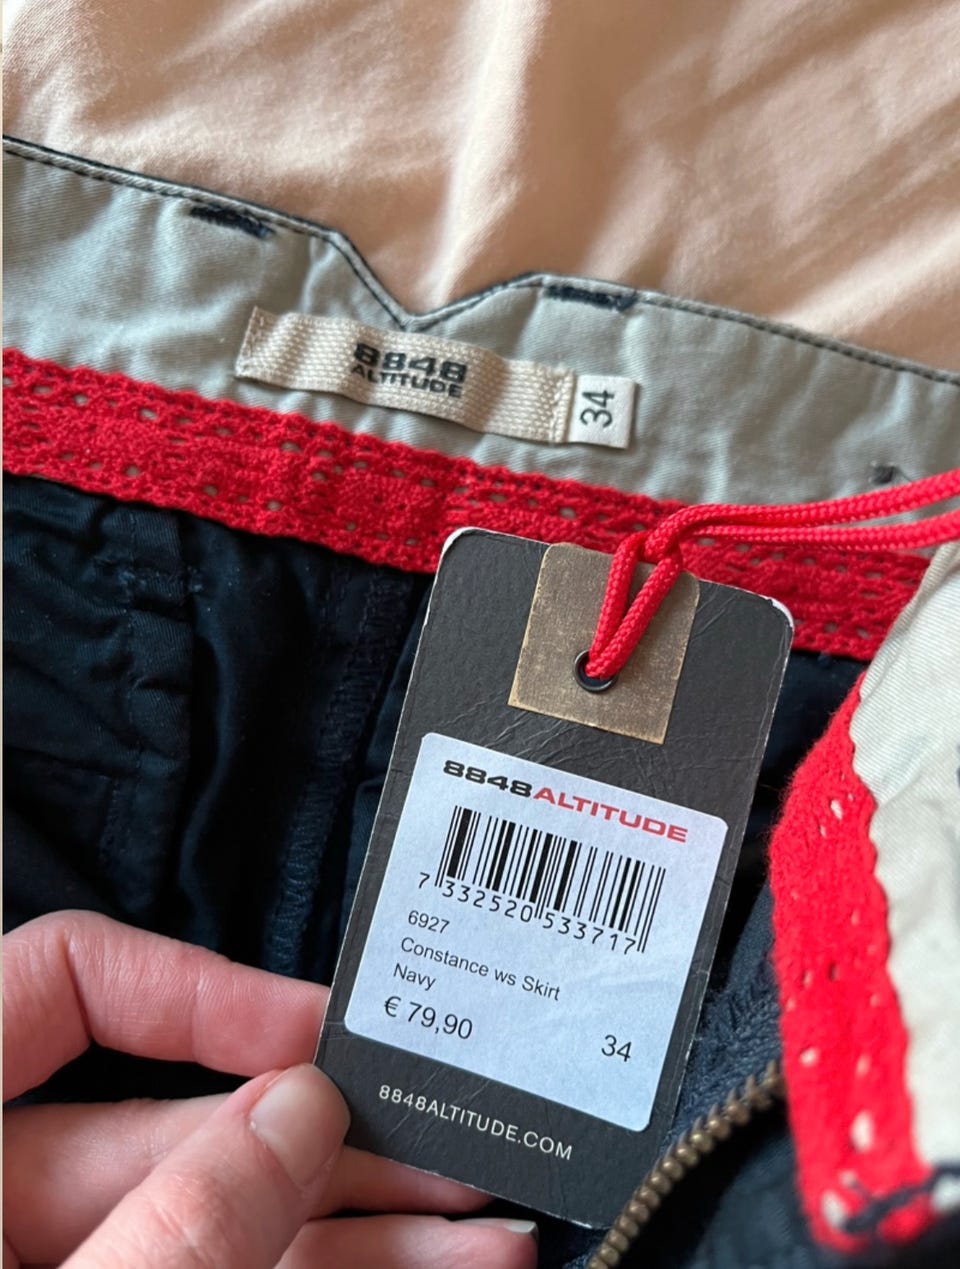 8848
ALTITUDE
34
8848ALTITUDE
7 332520 533717
6927
Constance ws Skirt
Navy
€ 79,90
34
8848ALTITUDE.COM